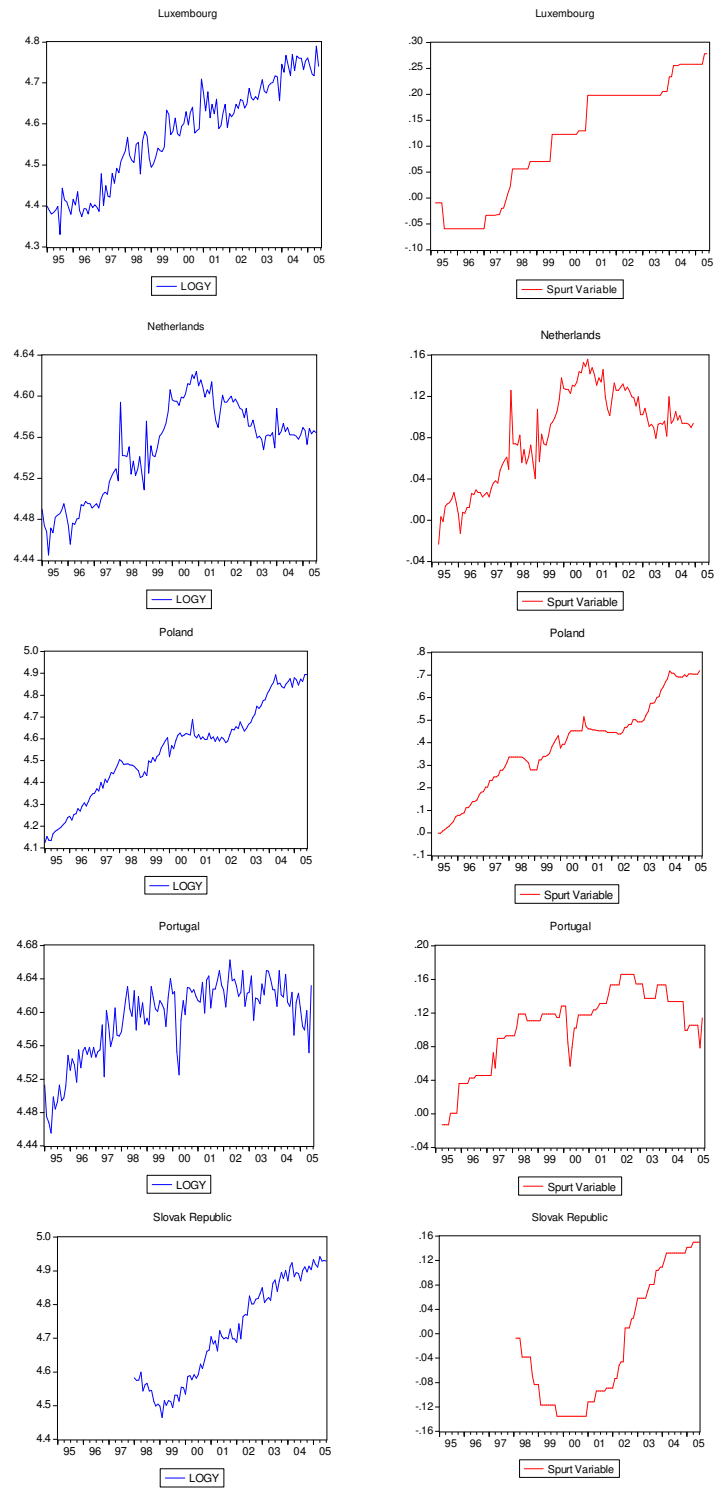 Luxembourg
4.8
4.7
4.6
4.5
4.4
4.3
95 96 97 98 99 00 01 02 03 04 05
LOGY
Luxembourg
.30
.25
.20
.15
.10
.05
.00
-.05
-.10
95 96 97 98 99 00 01 02 03 04 05
Spurt Variable
Netherlands
4.64
4.60
4.56
4.52
4.48
4.44
95 96 97 98 99 00 01 02 03 04 05
LOGY
Netherlands
.16
.12
.08
.04
.00
-.04
95 96 97 98 99 00 01 02 03 04 05
Spurt Variable
Poland
5.0
4.9
4.8
4.7
4.6
4.5
4.4
4.3
4.2
4.1
95 96 97 98 99 00 01 02 03 04 05
LOGY
Poland
.8
.7
.6
.5
.4
.3
.2
.1
.0
-.1
95 96 97 98 99 00 01 02 03 04 05
Spurt Variable
Portugal
4.68
4.64
4.60
4.56
4.52
4.48
4.44
95 96 97 98 99 00 01 02 03 04 05
LOGY
Portugal
.20
.16
.12
.08
.04
.00
-.04
95 96 97 98 99 00 01 02 03 04 05
Spurt Variable
Slovak Republic
5.0
4.9
4.8
4.7
4.6
4.5
4.4
95 96 97 98 99 00 01 02 03 04 05
LOGY
Slovak Republic
.16
.12
.08
.04
.00
-.04
-.08
-.12
-.16
95 96 97 98 99 00 01 02 03 04 05
Spurt Variable